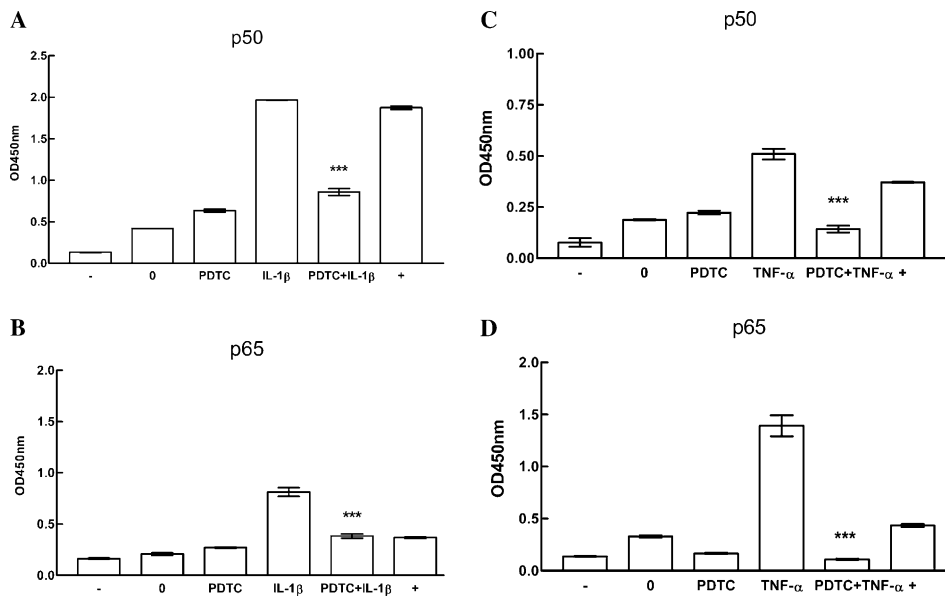 A
p50
OD450nm
2.5
2.0
1.5
1.0
0.5
0.0
***
- 0 PDTC IL-1β PDTC+IL-1β +
B
p65
OD450nm
2.0
1.5
1.0
0.5
0.0
***
- 0 PDTC IL-1β PDTC+IL-1β +
C
p50
OD450nm
1.00
0.75
0.50
0.25
0.00
***
- 0 PDTC TNF-α PDTC+TNF-α +
D
p65
OD450nm
2.0
1.5
1.0
0.5
0.0
***
- 0 PDTC TNF-α PDTC+TNF-α +